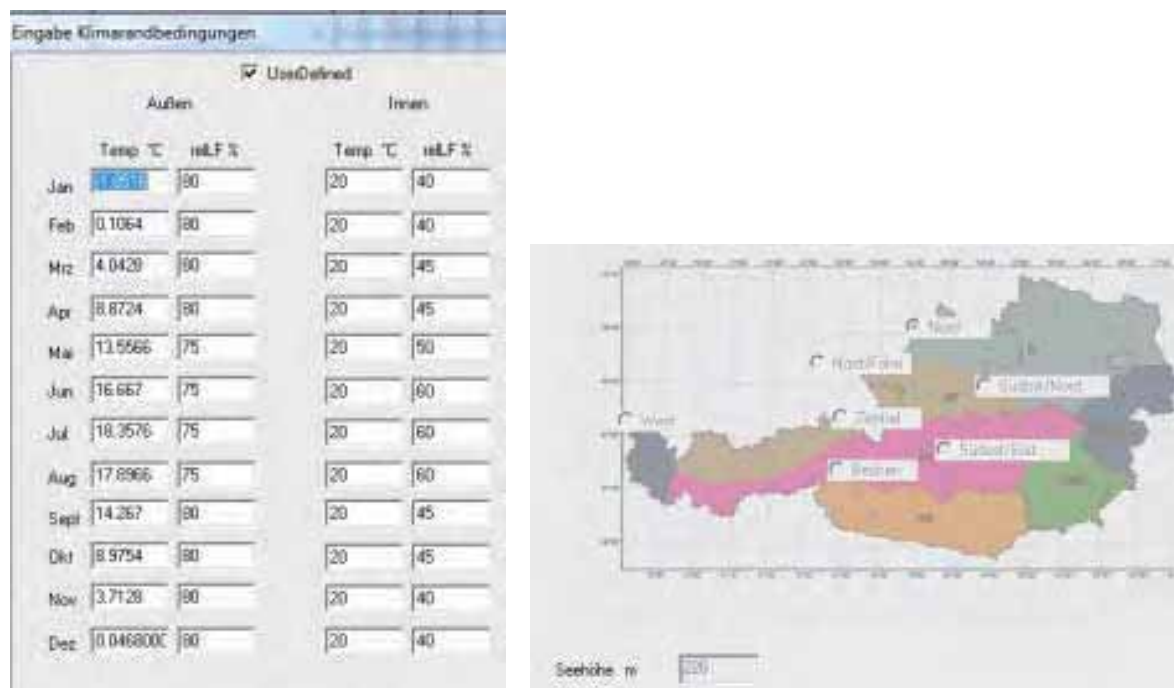 Eingabe Klimarandbedingungen
UserDefined
Außen Innen
Temp °C relLF % Temp °C relLF %
Jan 80 20 40
Feb 0.1064 80 20 40
Mrz 4.0428 80 20 45
Apr 8.8724 80 20 45
Mai 13.5566 75 20 50
Jun 16.667 75 20 60
Jul 18.3576 75 20 60
Aug 17.8966 75 20 60
Sept 14.267 80 20 45
Okt 8.9754 80 20 45
Nov 3.7128 80 20 40
Dez 0.046800 80 20 40
Nord
Nord/Föhn
Südost/Nord
West
Zentral
Südost/Süd
Becken
Seehöhe m 220